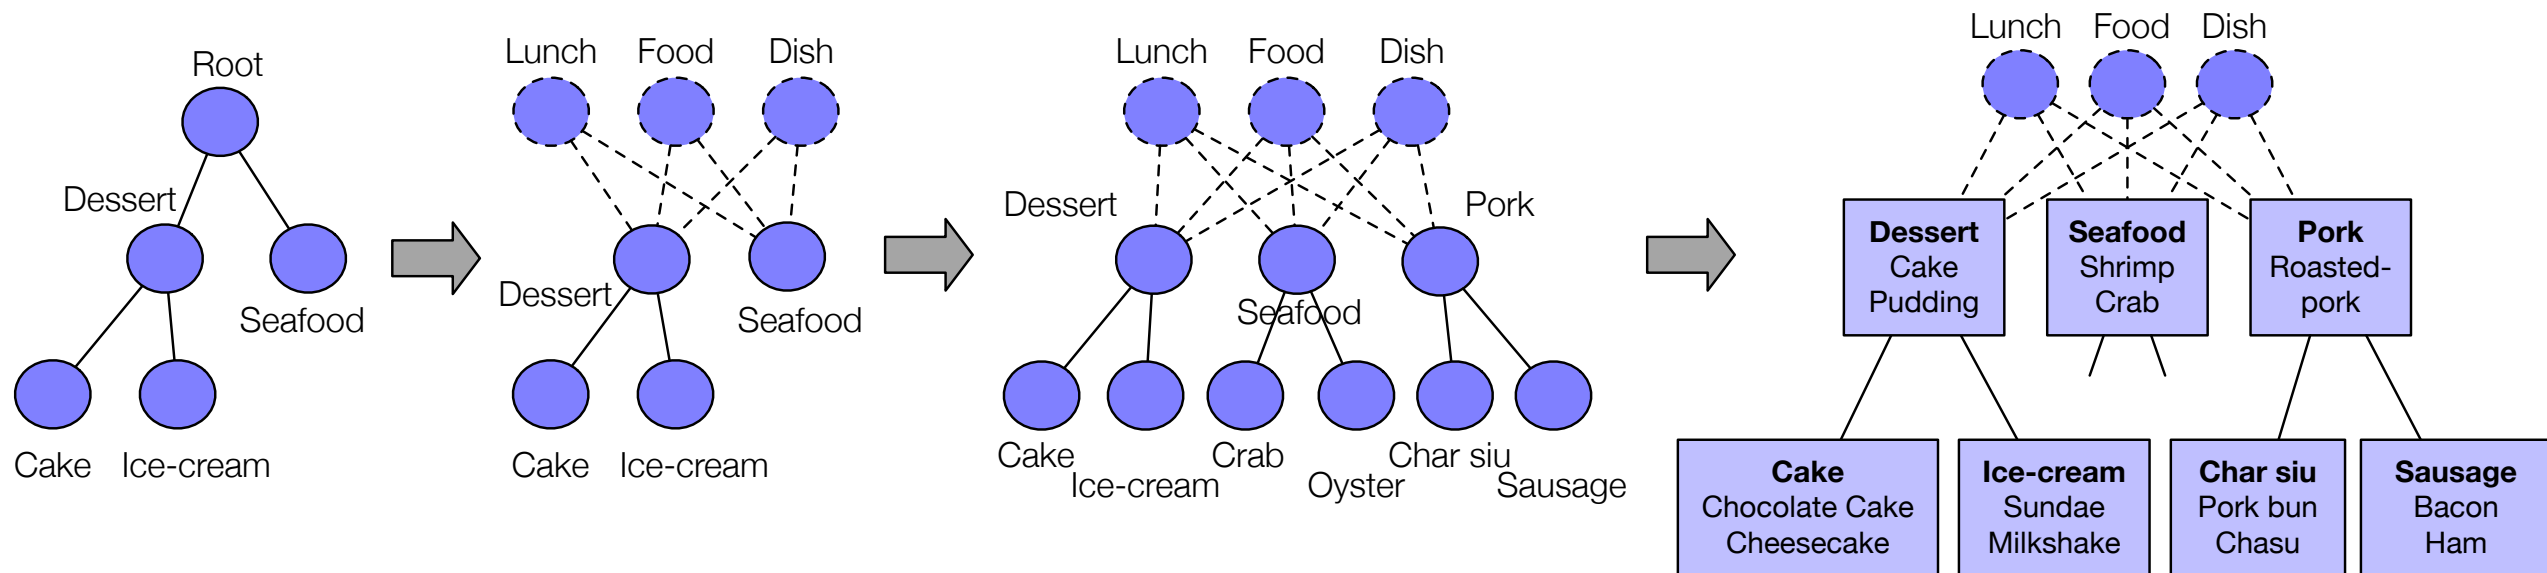 Root
Dessert
Seafood
Cake
Ice-cream
Lunch
Food
Dish
Dessert
Seafood
Cake
Ice-cream
Lunch
Food
Dish
Dessert
Pork
Seafood
Cake
Ice-cream
Crab
Oyster
Char siu
Sausage
Lunch
Food
Dish
Dessert
Cake
Pudding
Seafood
Shrimp
Crab
Pork
Roasted-
pork
Cake
Chocolate Cake
Cheesecake
Ice-cream
Sundae
Milkshake
Char siu
Pork bun
Chasu
Sausage
Bacon
Ham